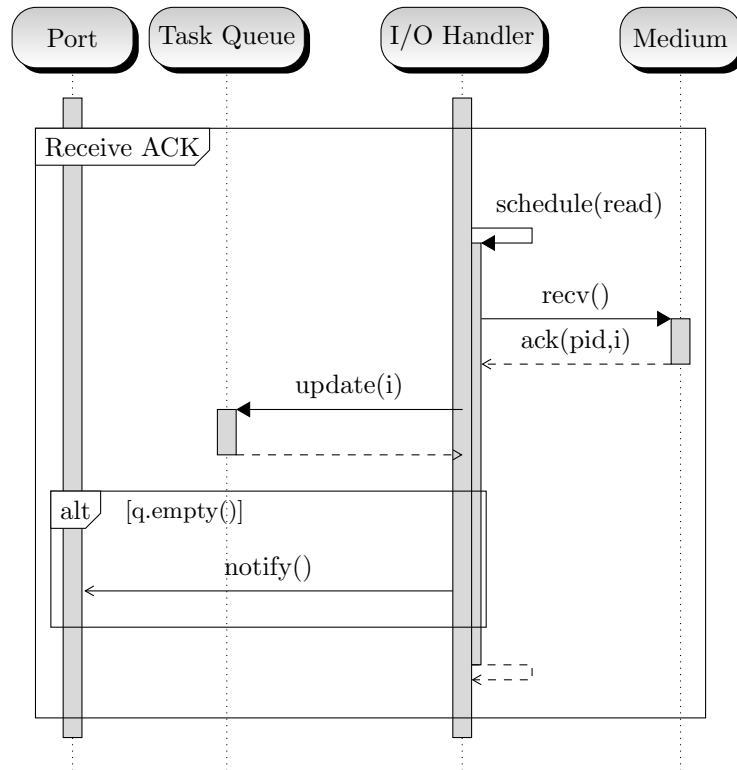 Port
Task Queue
I/O Handler
Medium
Receive ACK
schedule(read)
recv()
ack(pid,i)
update(i)
alt
[q.empty()]
notify()